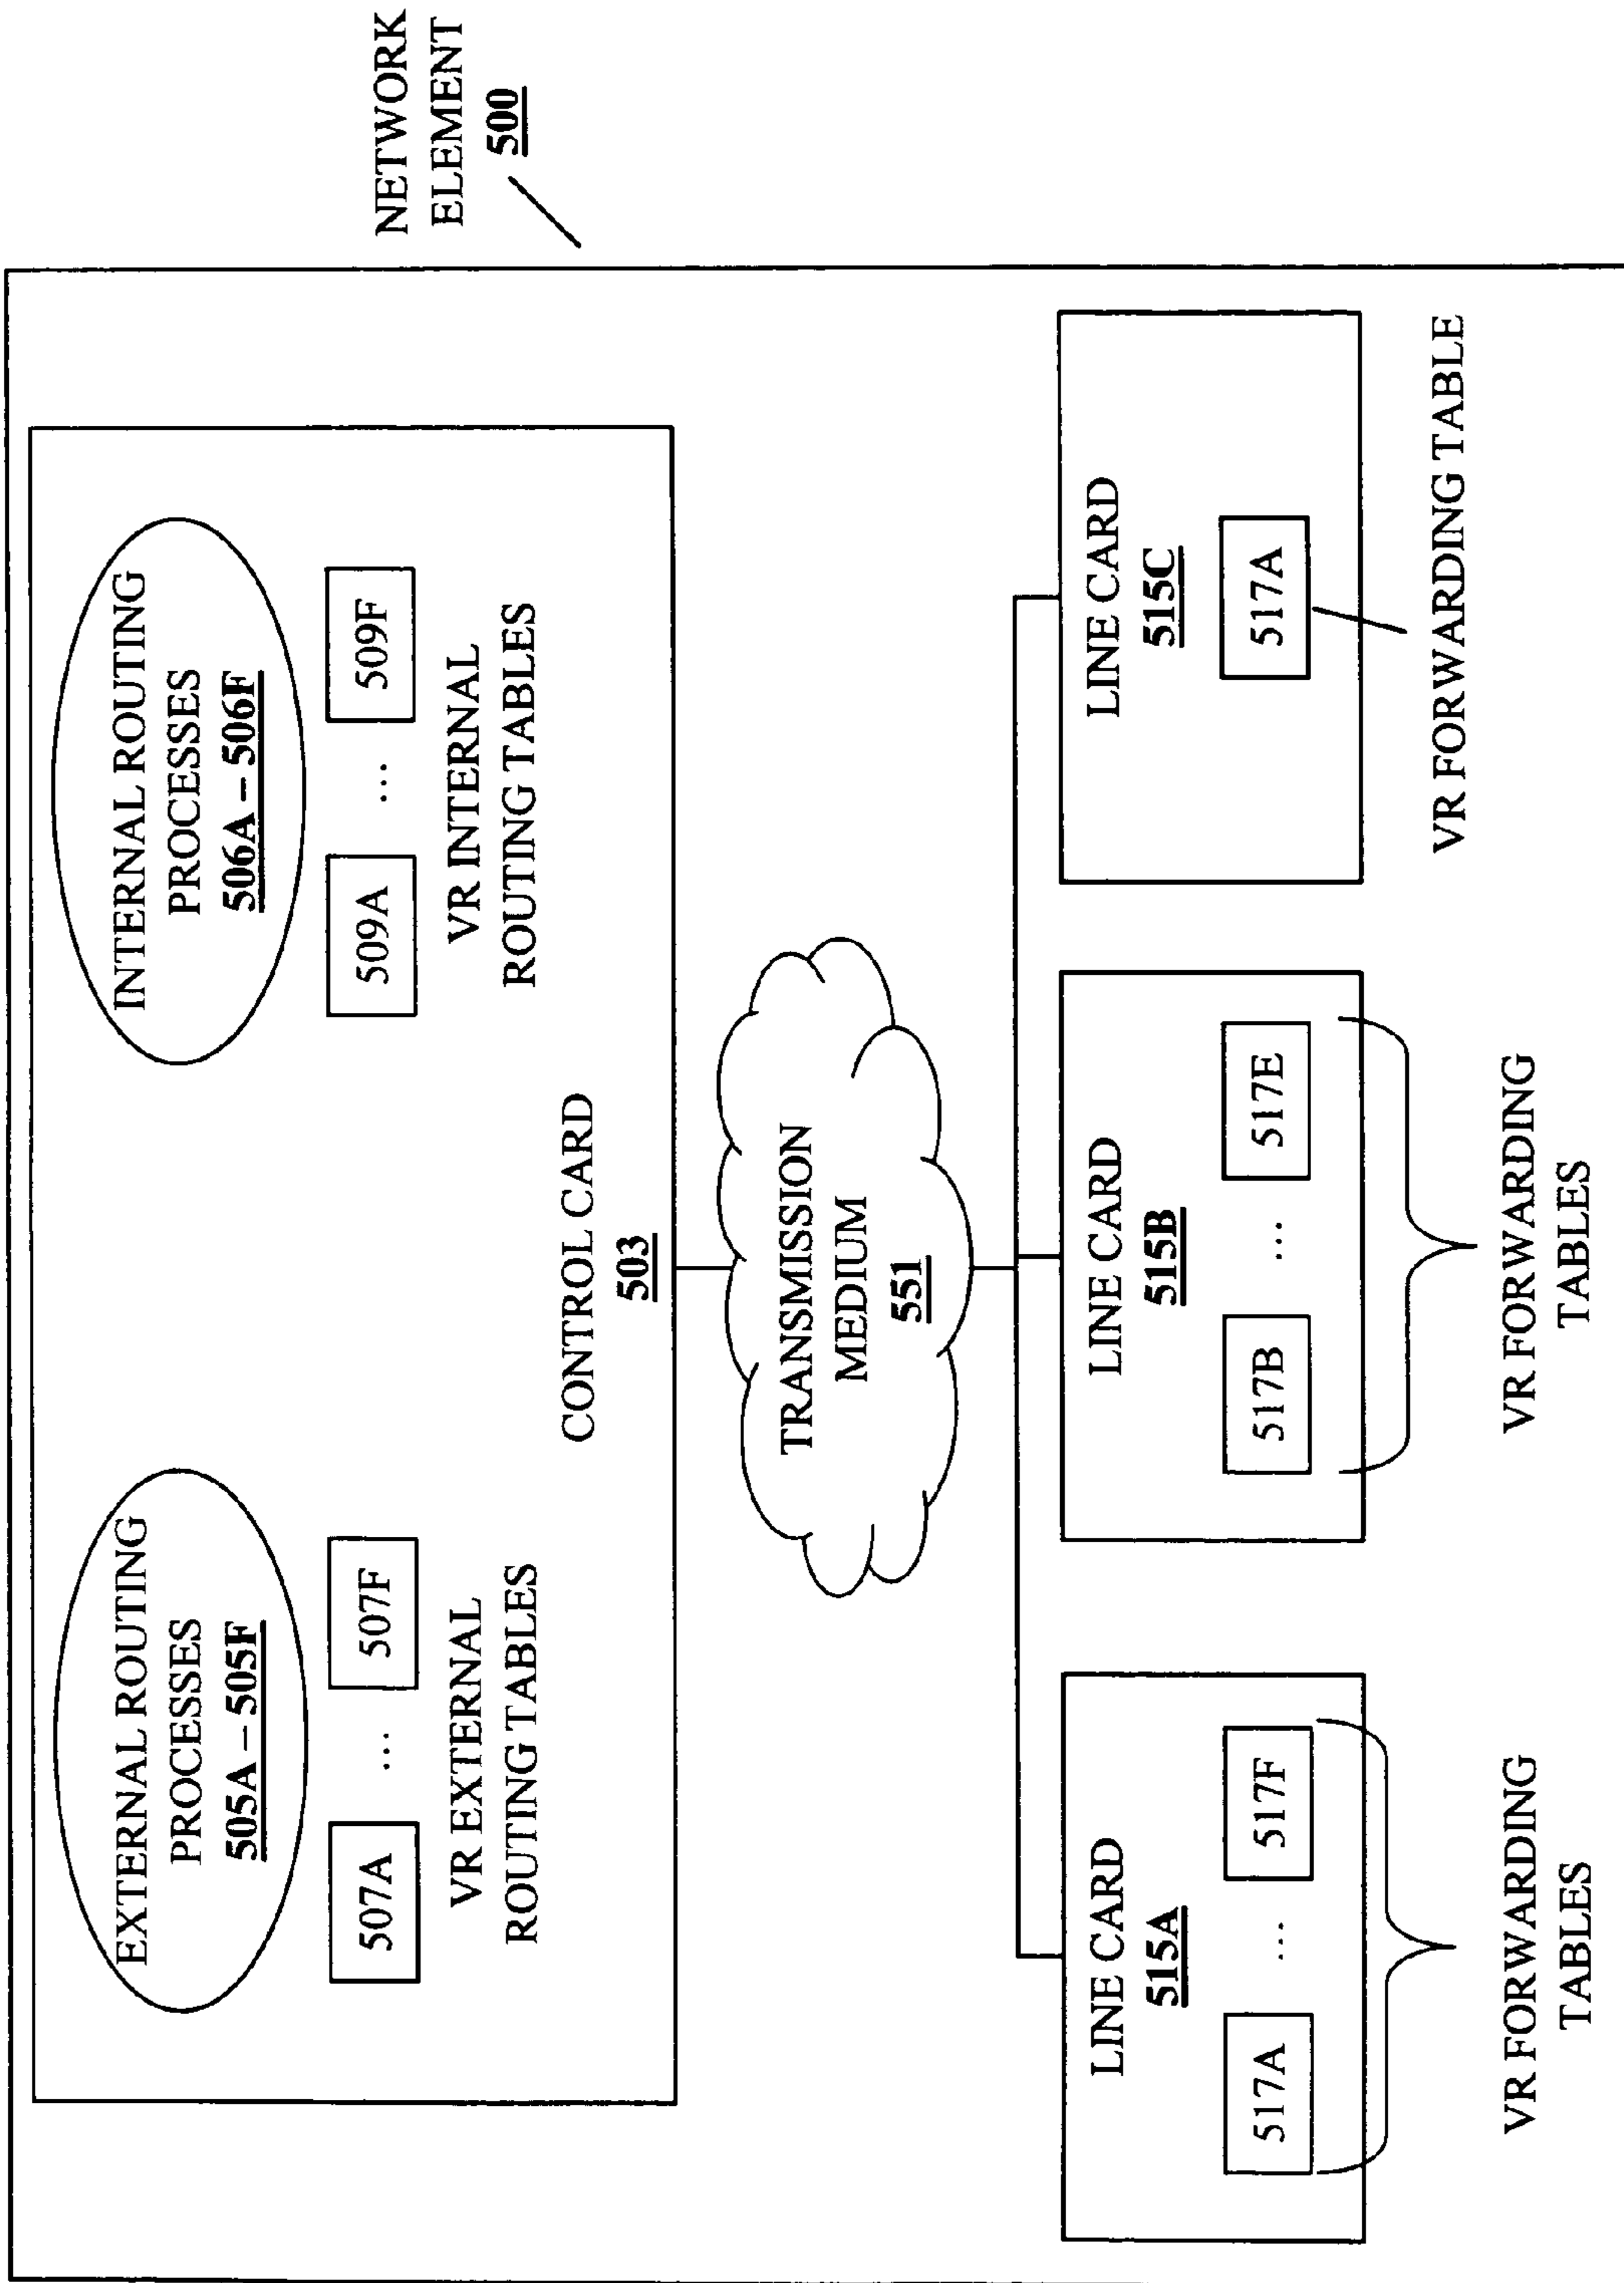 NETWORK
ELEMENT
500
EXTERNAL ROUTING
PROCESSES
505A – 505F
507A
...
507F
VR EXTERNAL
ROUTING TABLES
INTERNAL ROUTING
PROCESSES
506A – 506F
509A
...
509F
VR INTERNAL
ROUTING TABLES
CONTROL CARD
503
TRANSMISSION
MEDIUM
551
LINE CARD
515A
517A
...
517F
VR FORWARDING
TABLES
LINE CARD
515B
517B
...
517E
VR FORWARDING
TABLES
LINE CARD
515C
517A
VR FORWARDING TABLE